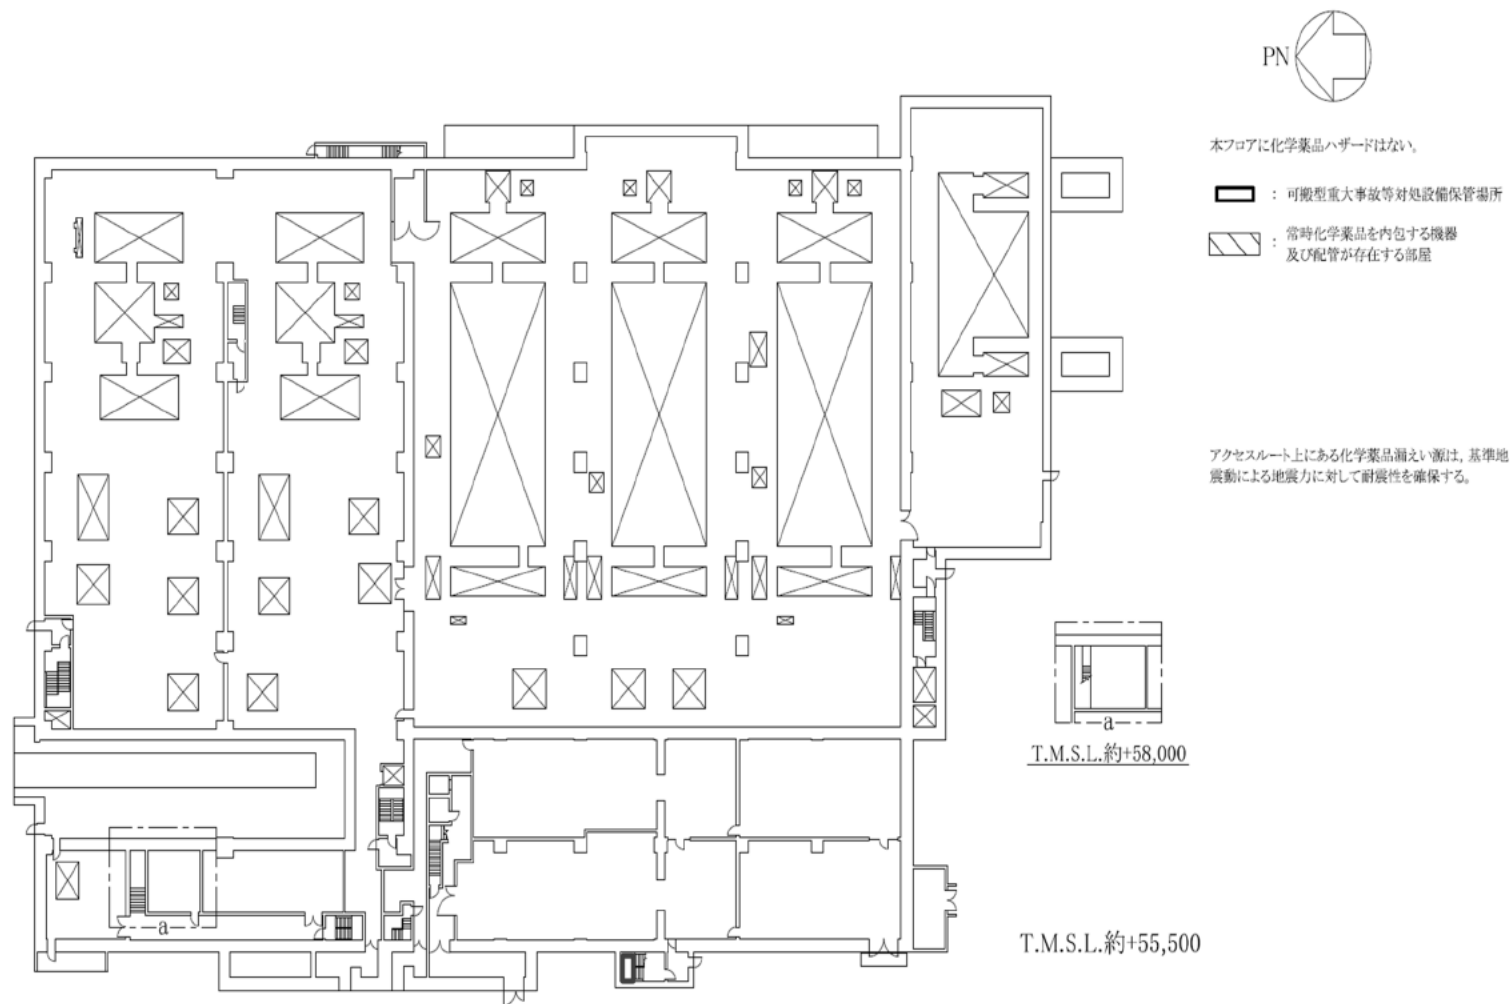 PN
本フロアに化学薬品ハザードはない。
： 可搬型重大事故等対処設備保管場所
： 常時化学薬品を内包する機器
及び配管が存在する部屋
アクセスルート上にある化学薬品漏えい源は，基準地
震動による地震力に対して耐震性を確保する。
a
T.M.S.L.約+58,000
a
T.M.S.L.約+55,500